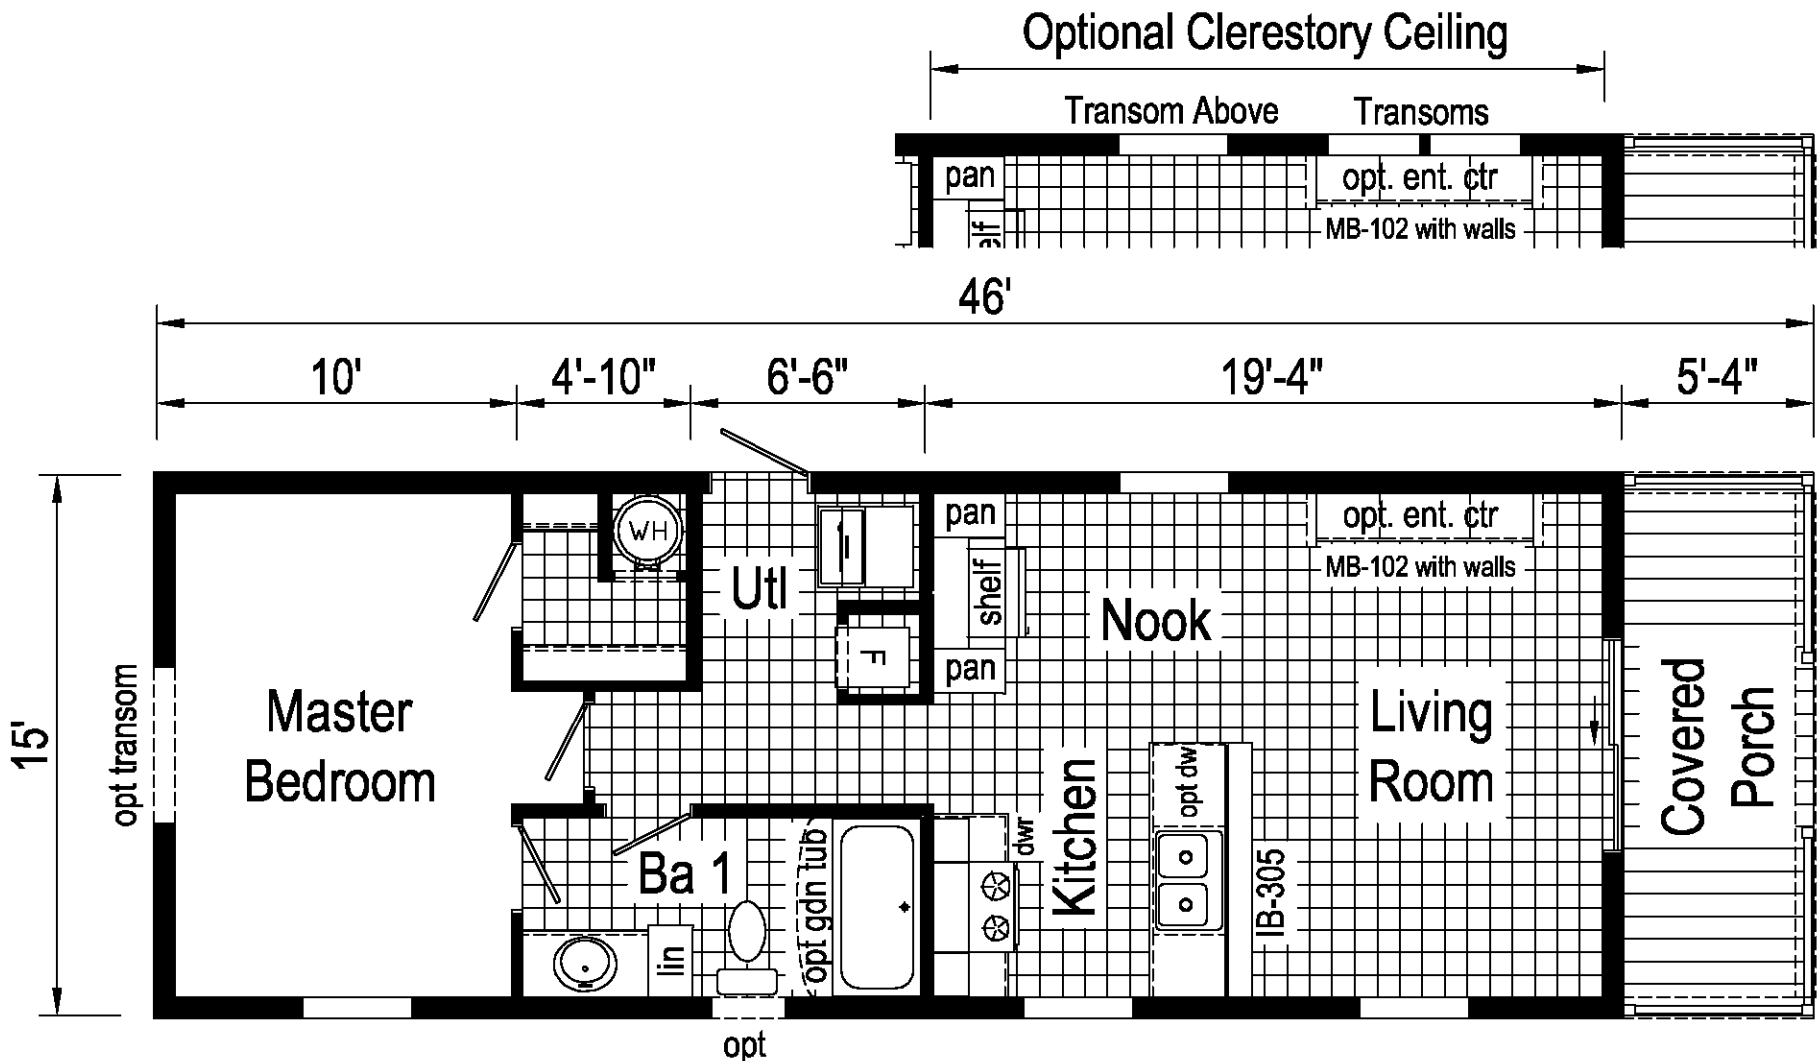 Optional Clerestory Ceiling
Transom Above
Transoms
pan
opt. ent. ctr
elf
MB-102 with walls
46'
10'
4'-10"
6'-6"
19'-4"
5'-4"
pan
opt. ent. ctr
WH
MB-102 with walls
Utl
shelf
Nook
F
pan
15'
opt transom
Master
Bedroom
Living
Room
Covered
Porch
Kitchen
dwr
opt dw
IB-305
Ba 1
opt gdn tub
lin
opt